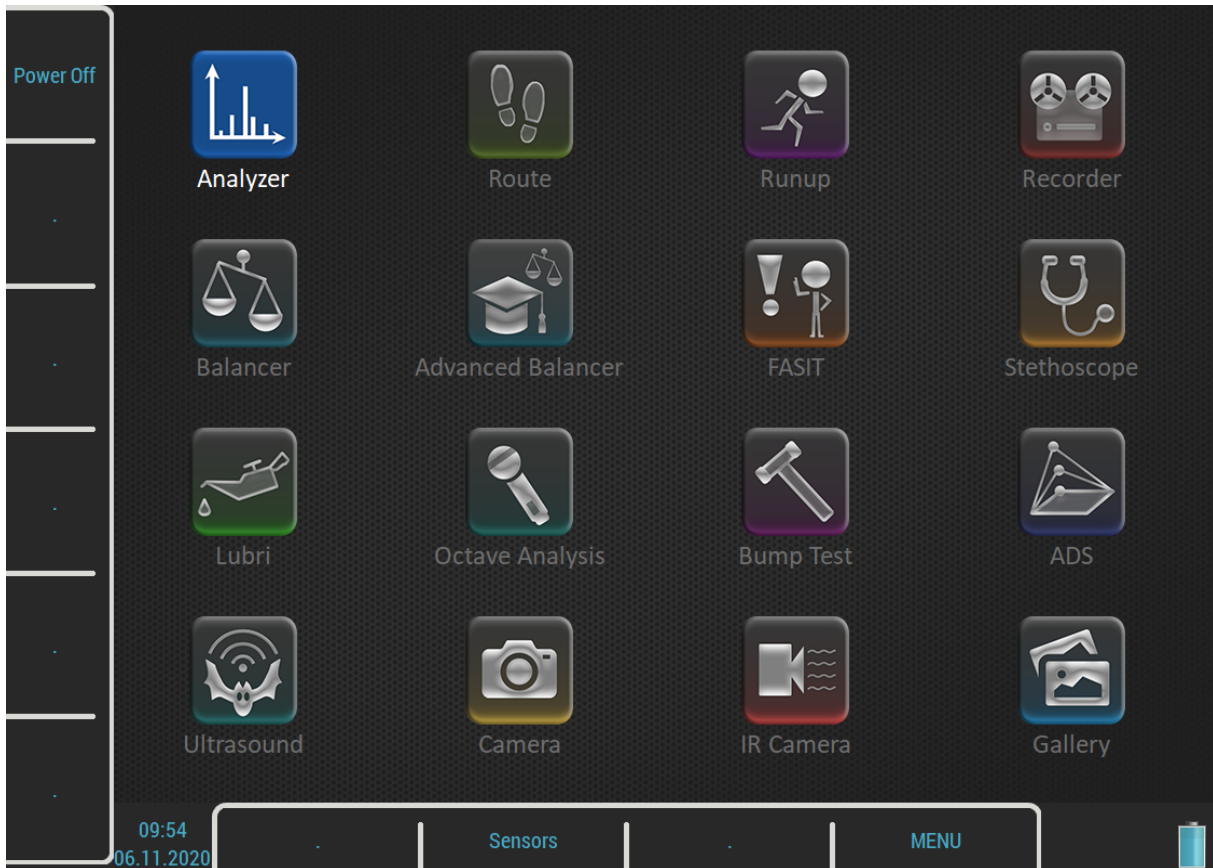 Power Off
Analyzer
Route
Runup
Recorder
Balancer
Advanced Balancer
FASIT
Stethoscope
Lubri
Octave Analysis
Bump Test
ADS
Ultrasound
Camera
IR Camera
Gallery
09:54
06.11.2020
.
Sensors
.
MENU